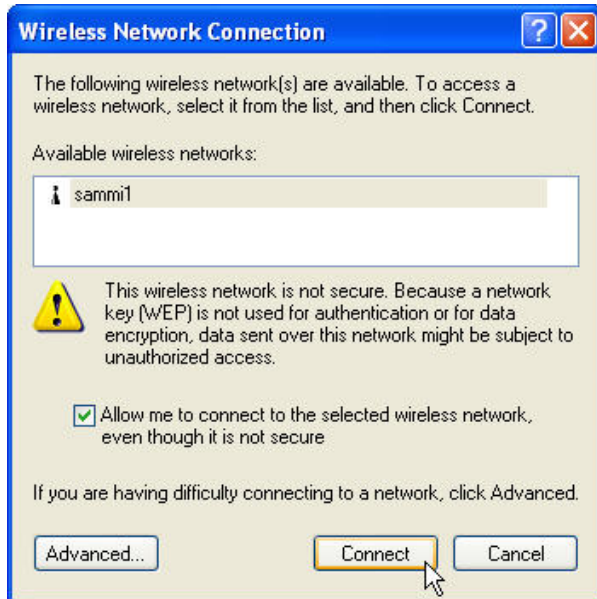 Wireless Network Connection
The following wireless network(s) are available. To access a
wireless network, select it from the list, and then click Connect.
Available wireless networks:
sammi1
This wireless network is not secure. Because a network
key (WEP) is not used for authentication or for data
encryption, data sent over this network might be subject to
unauthorized access.
Allow me to connect to the selected wireless network,
even though it is not secure
If you are having difficulty connecting to a network, click Advanced.
Advanced... Connect Cancel